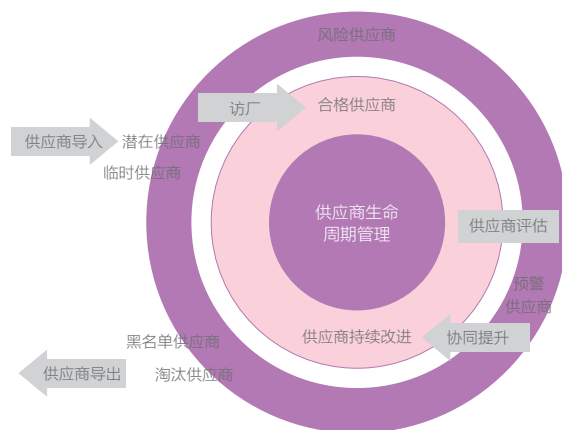 风险供应商
访厂
合格供应商
供应商导入
潜在供应商
临时供应商
供应商生命
周期管理
供应商评估
预警
供应商
供应商持续改进
协同提升
黑名单供应商
供应商导出
淘汰供应商